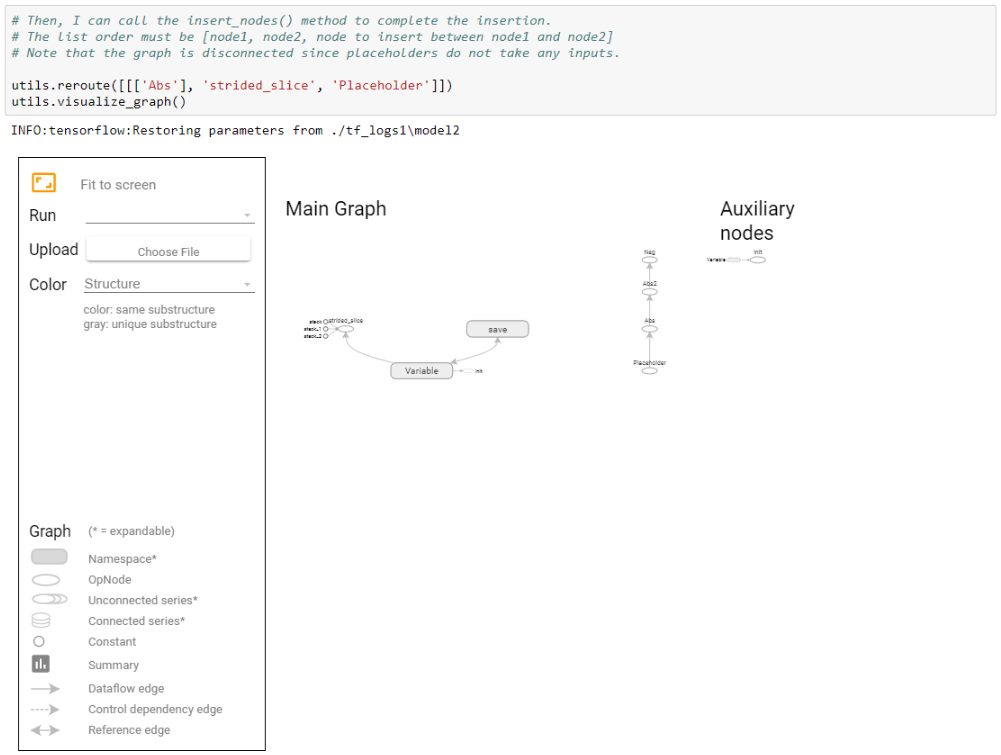 # Then, I can call the insert_nodes() method to complete the insertion.
# The list order must be [node1, node2, node to insert between node1 and node2]
# Note that the graph is disconnected since placeholders do not take any inputs.
utils.reroute([[['Abs'], 'strided_slice', 'Placeholder']])
utils.visualize_graph()
INFO:tensorflow:Restoring parameters from ./tf_logs1\model2
Fit to screen
Run
Upload Choose File
Color Structure
color: same substructure
gray: unique substructure
Main Graph
Auxiliary
nodes
Neg
Variable Init
Abs2
stack strided_slice
stack_1
stack_2
save
Abs
Variable Init
Placeholder
Graph (* = expandable)
Namespace*
OpNode
Unconnected series*
Connected series*
Constant
Summary
Dataflow edge
Control dependency edge
Reference edge